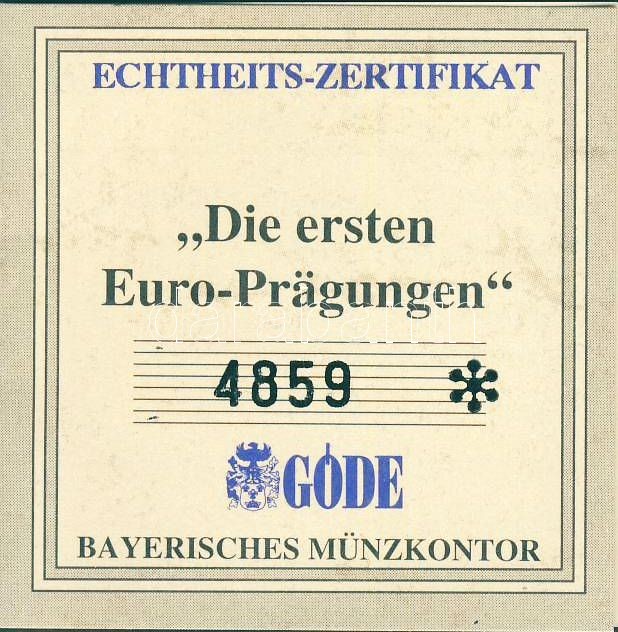 ECHTHEITS-ZERTIFIKAT
„Die ersten
Euro-Prägungen“
4859 *
GÖDE
BAYERISCHES MÜNZKONTOR